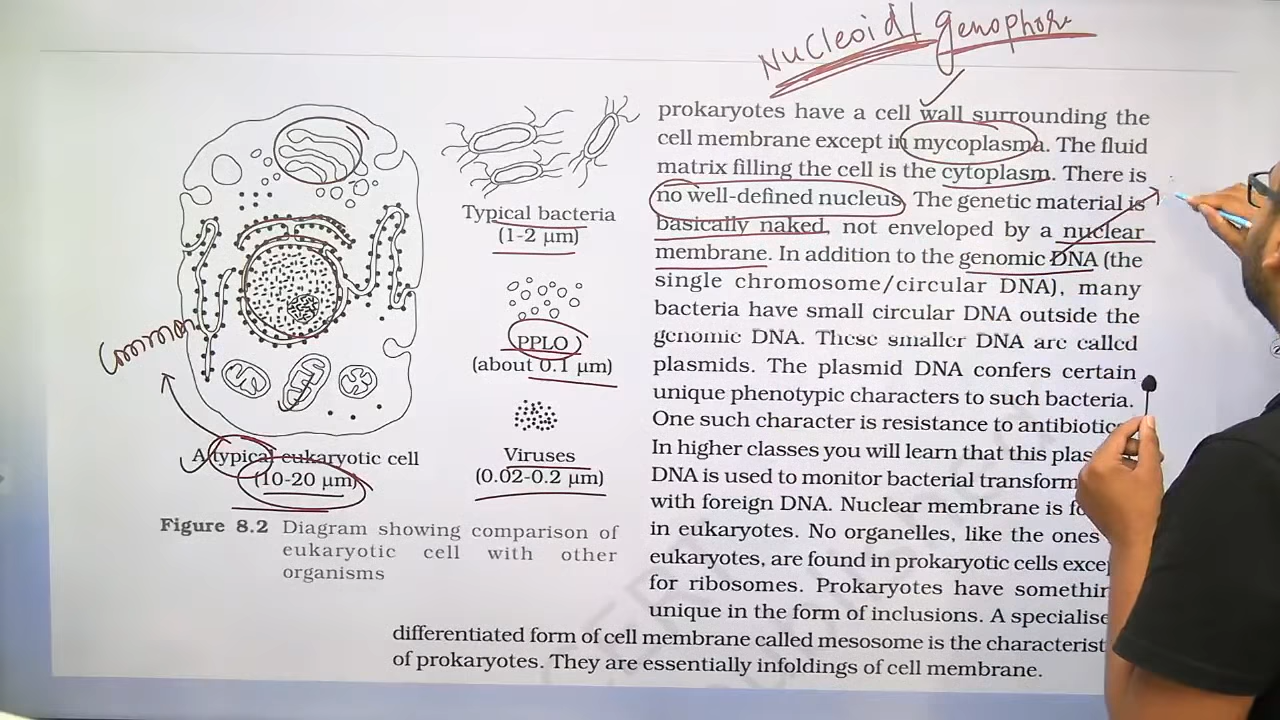 Nucleoid/ genophore
prokaryotes have a cell wall surrounding the
cell membrane except in mycoplasma. The fluid
matrix filling the cell is the cytoplasm. There is
no well-defined nucleus. The genetic material is
basically naked, not enveloped by a nuclear
membrane. In addition to the genomic DNA (the
single chromosome/circular DNA), many
bacteria have small circular DNA outside the
genomic DNA. These smaller DNA are called
plasmids. The plasmid DNA confers certain
unique phenotypic characters to such bacteria.
One such character is resistance to antibiotic
In higher classes you will learn that this plas
DNA is used to monitor bacterial transform
with foreign DNA. Nuclear membrane is fo
in eukaryotes. No organelles, like the ones
eukaryotes, are found in prokaryotic cells exce
for ribosomes. Prokaryotes have somethin
unique in the form of inclusions. A specialise
differentiated form of cell membrane called mesosome is the characterist
of prokaryotes. They are essentially infoldings of cell membrane.
Common
A typical eukaryotic cell
(10-20 μm)
Typical bacteria
(1-2 μm)
PPLO
(about 0.1 μm)
Viruses
(0.02-0.2 μm)
Figure 8.2 Diagram showing comparison of
eukaryotic cell with other
organisms